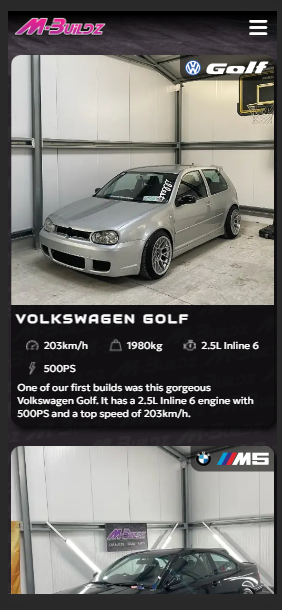 M-Buildz
Golf
VOLKSWAGEN GOLF
203km/h
1980kg
2.5L Inline 6
500PS
One of our first builds was this gorgeous
Volkswagen Golf. It has a 2.5L Inline 6 engine with
500PS and a top speed of 203km/h.
M5
M-Buildz